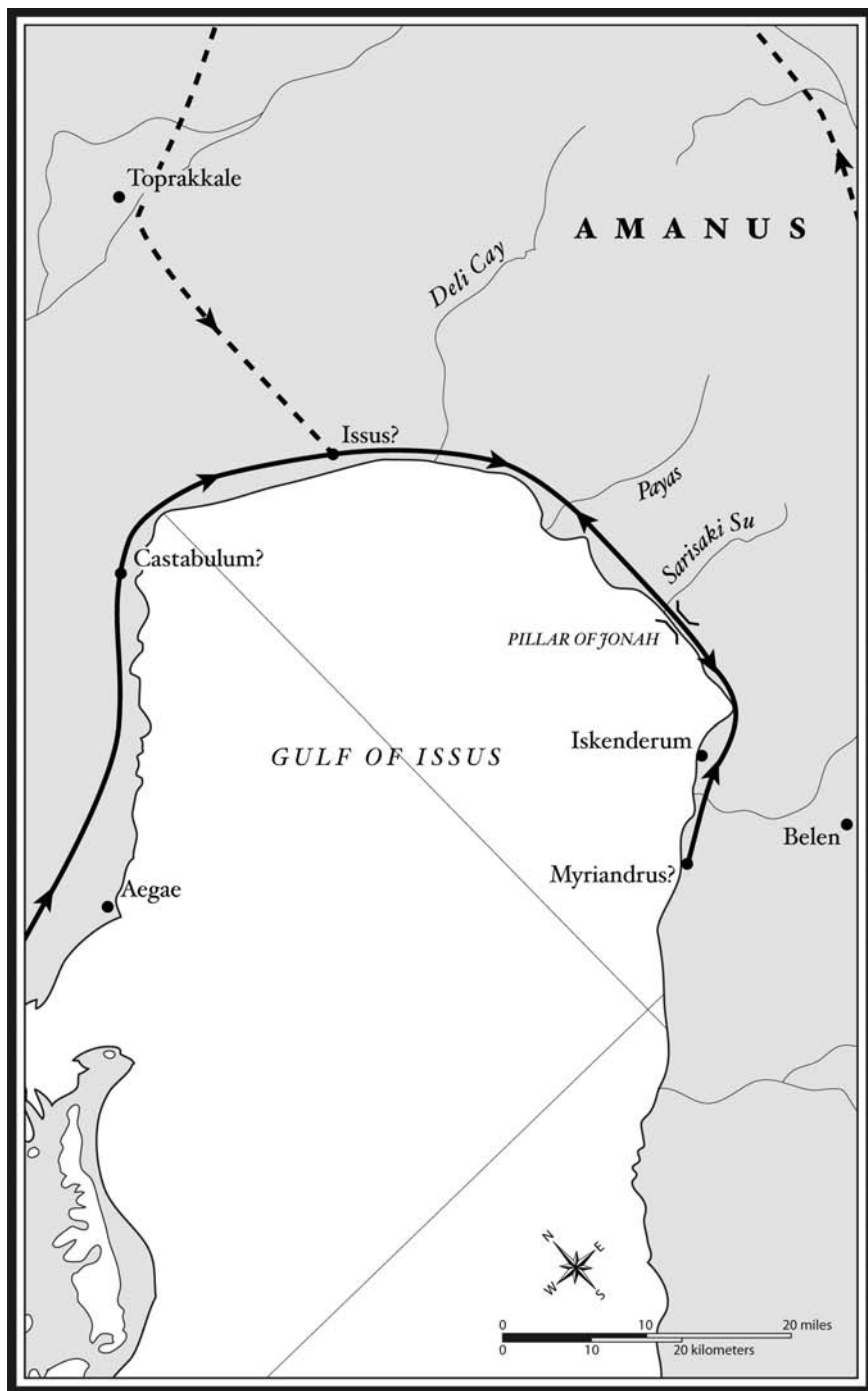 Toprakkale
AMANUS
Deli Cay
Issus?
Payas
Castabulum?
Sarisaki Su
PILLAR OF JONAH
GULF OF ISSUS
Iskenderum
Belen
Myriandrus?
Aegae
N
E
W
S
0 10 20 miles
0 10 20 kilometers